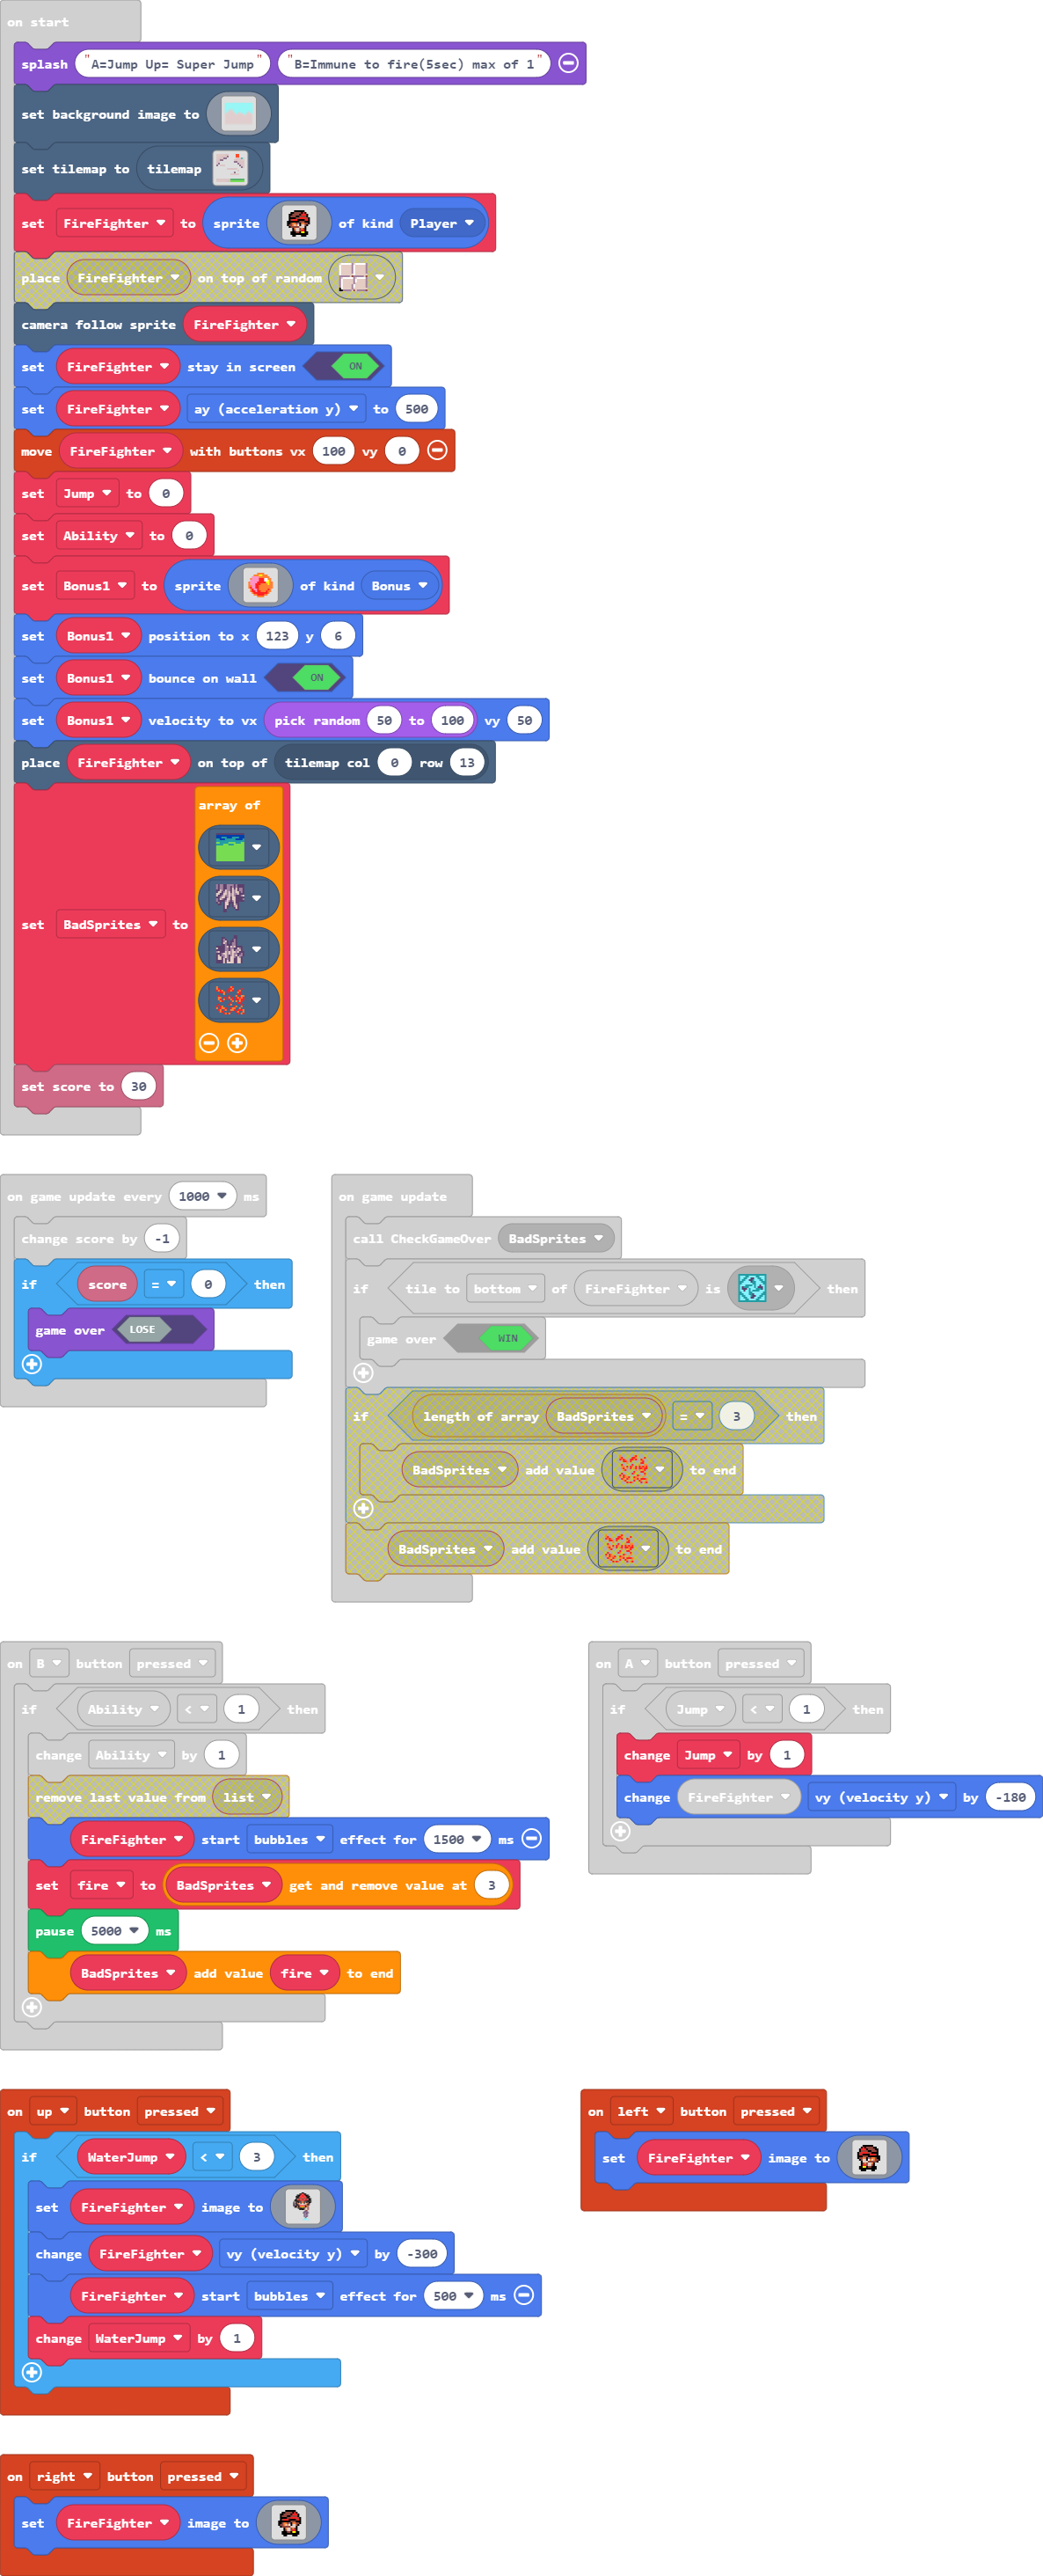 on start
splash "A=Jump Up= Super Jump" "B=Immune to fire(5sec) max of 1"
set background image to
set tilemap to tilemap
set FireFighter to sprite of kind Player
place FireFighter on top of random
camera follow sprite FireFighter
set FireFighter stay in screen ON
set FireFighter ay (acceleration y) to 500
move FireFighter with buttons vx 100 vy 0
set Jump to 0
set Ability to 0
set Bonus1 to sprite of kind Bonus
set Bonus1 position to x 123 y 6
set Bonus1 bounce on wall ON
set Bonus1 velocity to vx pick random 50 to 100 vy 50
place FireFighter on top of tilemap col 0 row 13
array of
set BadSprites to
set score to 30
on game update every 1000 ms
change score by -1
if score = 0 then
game over LOSE
on game update
call CheckGameOver BadSprites
if tile to bottom of FireFighter is then
game over WIN
if length of array BadSprites = 3 then
BadSprites add value to end
BadSprites add value to end
on B button pressed
if Ability < 1 then
change Ability by 1
remove last value from list
FireFighter start bubbles effect for 1500 ms
set fire to BadSprites get and remove value at 3
pause 5000 ms
BadSprites add value fire to end
on A button pressed
if Jump < 1 then
change Jump by 1
change FireFighter vy (velocity y) by -180
on up button pressed
if WaterJump < 3 then
set FireFighter image to
change FireFighter vy (velocity y) by -300
FireFighter start bubbles effect for 500 ms
change WaterJump by 1
on left button pressed
set FireFighter image to
on right button pressed
set FireFighter image to